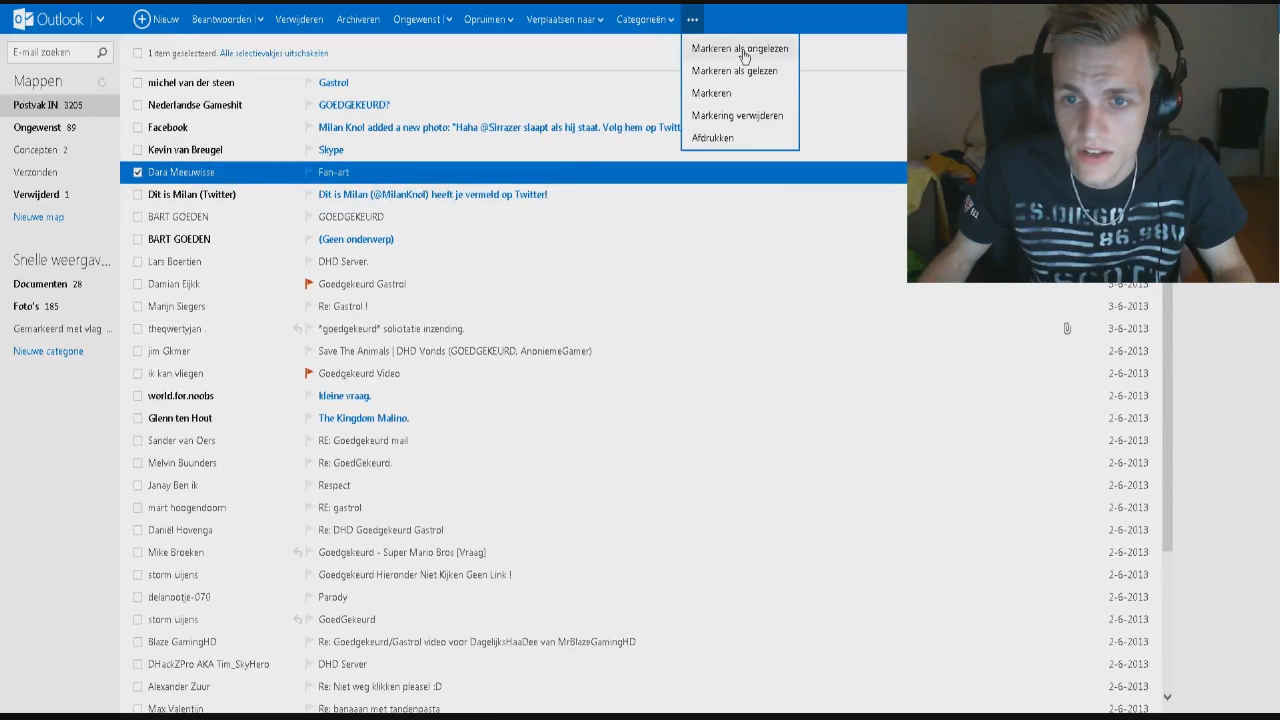 Outlook
Nieuw Beantwoorden Verwijderen Archiveren Ongewenst Opruimen Verplaatsen naar Categorieën
E-mail zoeken
1 item geselecteerd. Alle selectievakjes uitschakelen
Markeren als ongelezen
Markeren als gelezen
Markeren
Markering verwijderen
Afdrukken
Mappen
Postvak IN 3205
Ongewenst 89
Concepten 2
Verzonden
Verwijderd 1
Nieuwe map
Snelle weergav...
Documenten 28
Foto's 185
Gemarkeerd met vlag ...
Nieuwe categorie
michel van der steen Gastrol
Nederlandse Gameshit GOEDGEKEURD?
Facebook Milan Knol added a new photo: "Haha @Sirrazer slaapt als hij staat. Volg hem op Twitt
Kevin van Breugel Skype
Dara Meeuwisse Fan-art
Dit is Milan (Twitter) Dit is Milan (@MilanKnol) heeft je vermeld op Twitter!
BART GOEDEN GOEDGEKEURD
BART GOEDEN (Geen onderwerp)
Lars Boertien DHD Server.
Damian Eijkk Goedgekeurd Gastrol 3-6-2013
Marijn Siegers Re: Gastrol ! 3-6-2013
theqwertyjan . *goedgekeurd* solicitatie inzending. 3-6-2013
jim Gkmer Save The Animals | DHD Vonds (GOEDGEKEURD, AnoniemeGamer) 2-6-2013
ik kan vliegen Goedgekeurd Video 2-6-2013
world.for.noobs kleine vraag. 2-6-2013
Glenn ten Hout The Kingdom Malino. 2-6-2013
Sander van Oers RE: Goedgekeurd mail 2-6-2013
Melvin Buunders Re: GoedGekeurd. 2-6-2013
Janay Ben ik Respect 2-6-2013
mart hoogendoorn RE: gastrol 2-6-2013
Daniël Hovenga Re: DHD Goedgekeurd Gastrol 2-6-2013
Mike Broeken Goedgekeurd - Super Mario Bros [Vraag] 2-6-2013
storm uijens Goedgekeurd Hieronder Niet Kijken Geen Link ! 2-6-2013
delanootje-070 Parody 2-6-2013
storm uijens GoedGekeurd 2-6-2013
Blaze GamingHD Re: Goedgekeurd/Gastrol video voor DagelijksHaaDee van MrBlazeGamingHD 2-6-2013
DHackZPro AKA Tim_SkyHero DHD Server 2-6-2013
Alexander Zuur Re: Niet weg klikken please! :D 2-6-2013
Max Valentijn Re: banaaan met tandenpasta 2-6-2013
S.DIEGO
86.98V
SCOTT